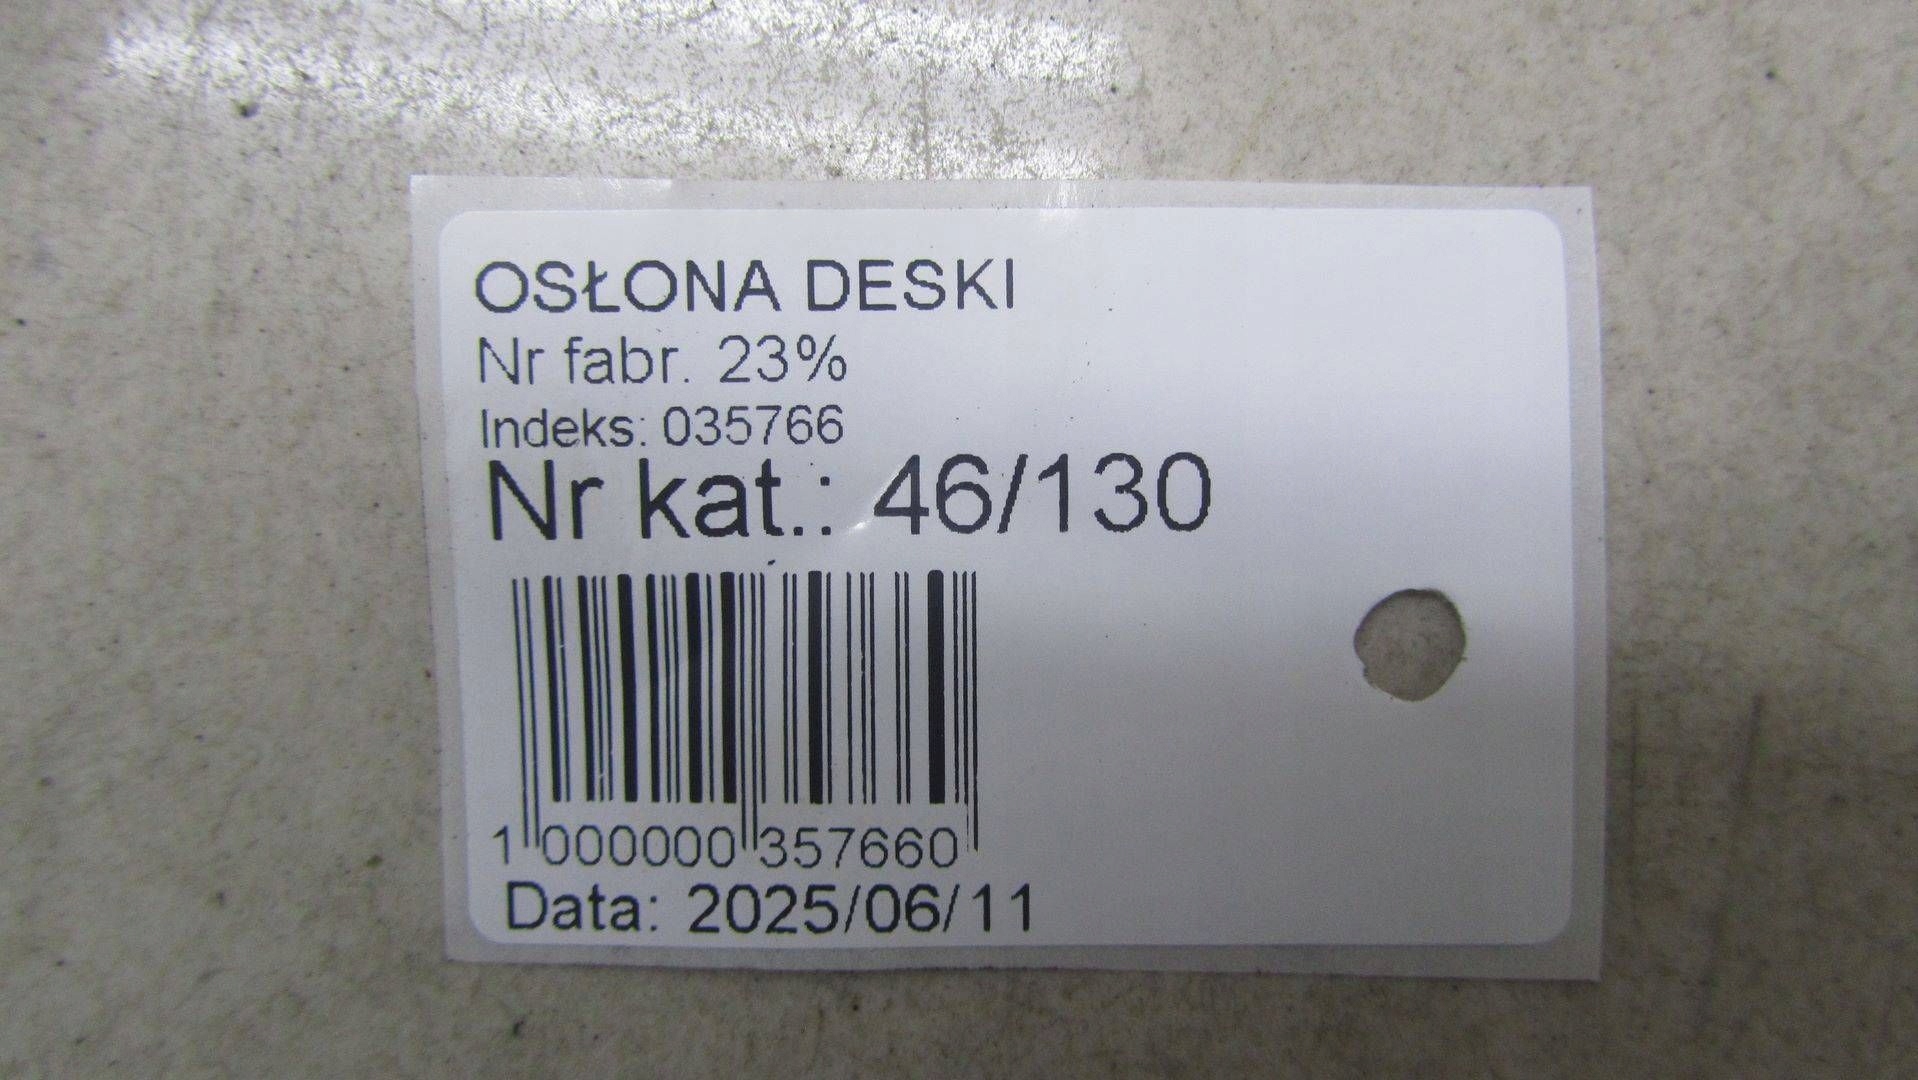 OSŁONA DESKI
Nr fabr. 23%
Indeks: 035766
Nr kat.: 46/130
1 000000 357660
Data: 2025/06/11